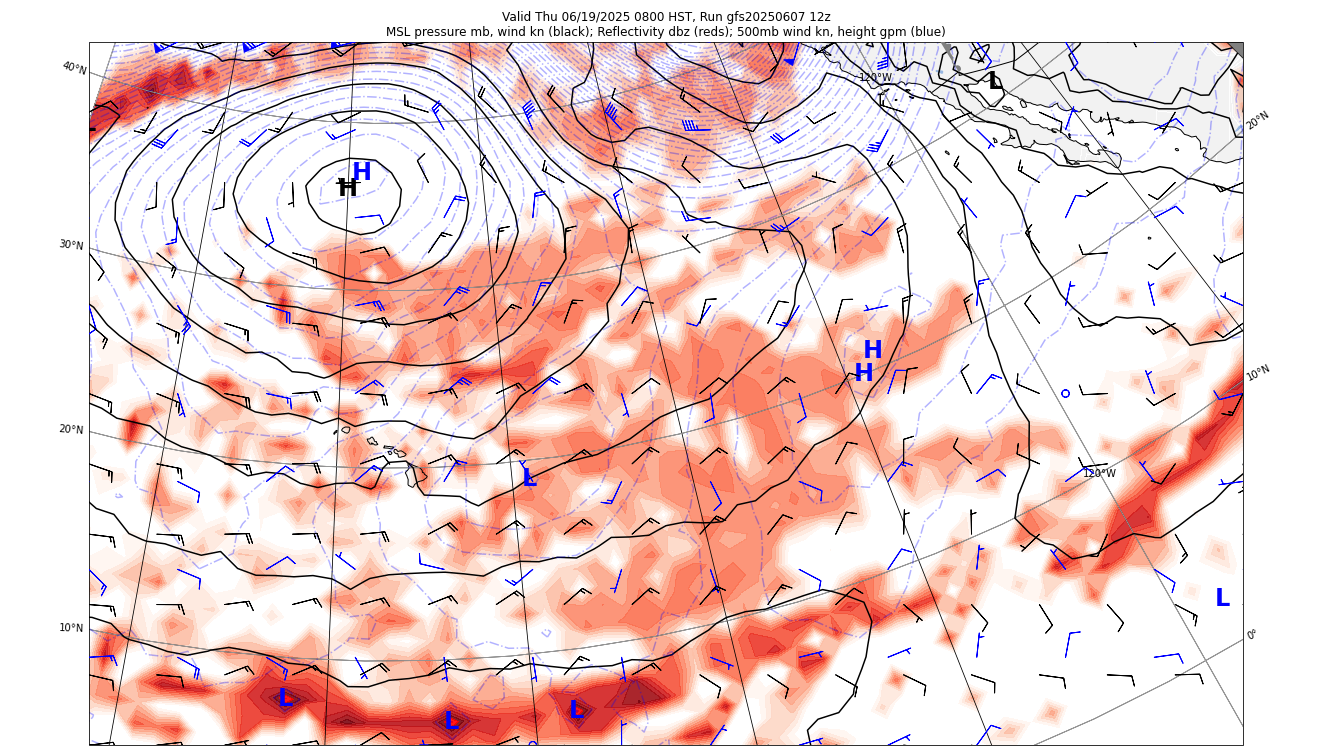 Valid Thu 06/19/2025 0800 HST, Run gfs20250607 12z
MSL pressure mb, wind kn (black); Reflectivity dbz (reds); 500mb wind kn, height gpm (blue)
40°N
120°W
L
20°N
H
H
30°N
H
H
10°N
20°N
L
120°W
L
10°N
0°
L
L
L